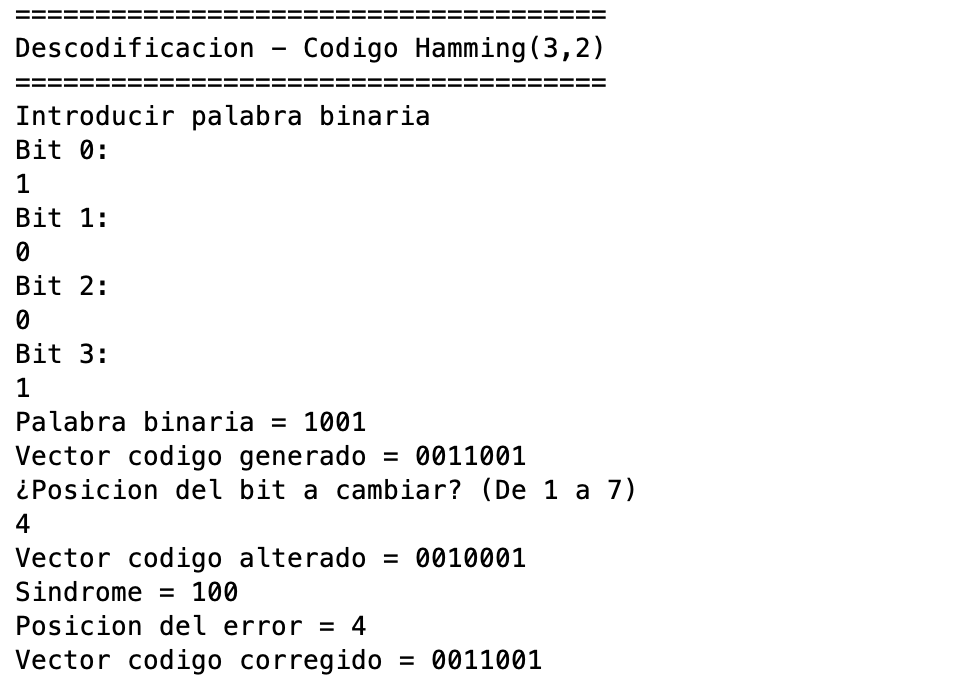 =====================================
Descodificacion - Codigo Hamming(3,2)
=====================================
Introducir palabra binaria
Bit 0:
1
Bit 1:
0
Bit 2:
0
Bit 3:
1
Palabra binaria = 1001
Vector codigo generado = 0011001
¿Posicion del bit a cambiar? (De 1 a 7)
4
Vector codigo alterado = 0010001
Sindrome = 100
Posicion del error = 4
Vector codigo corregido = 0011001